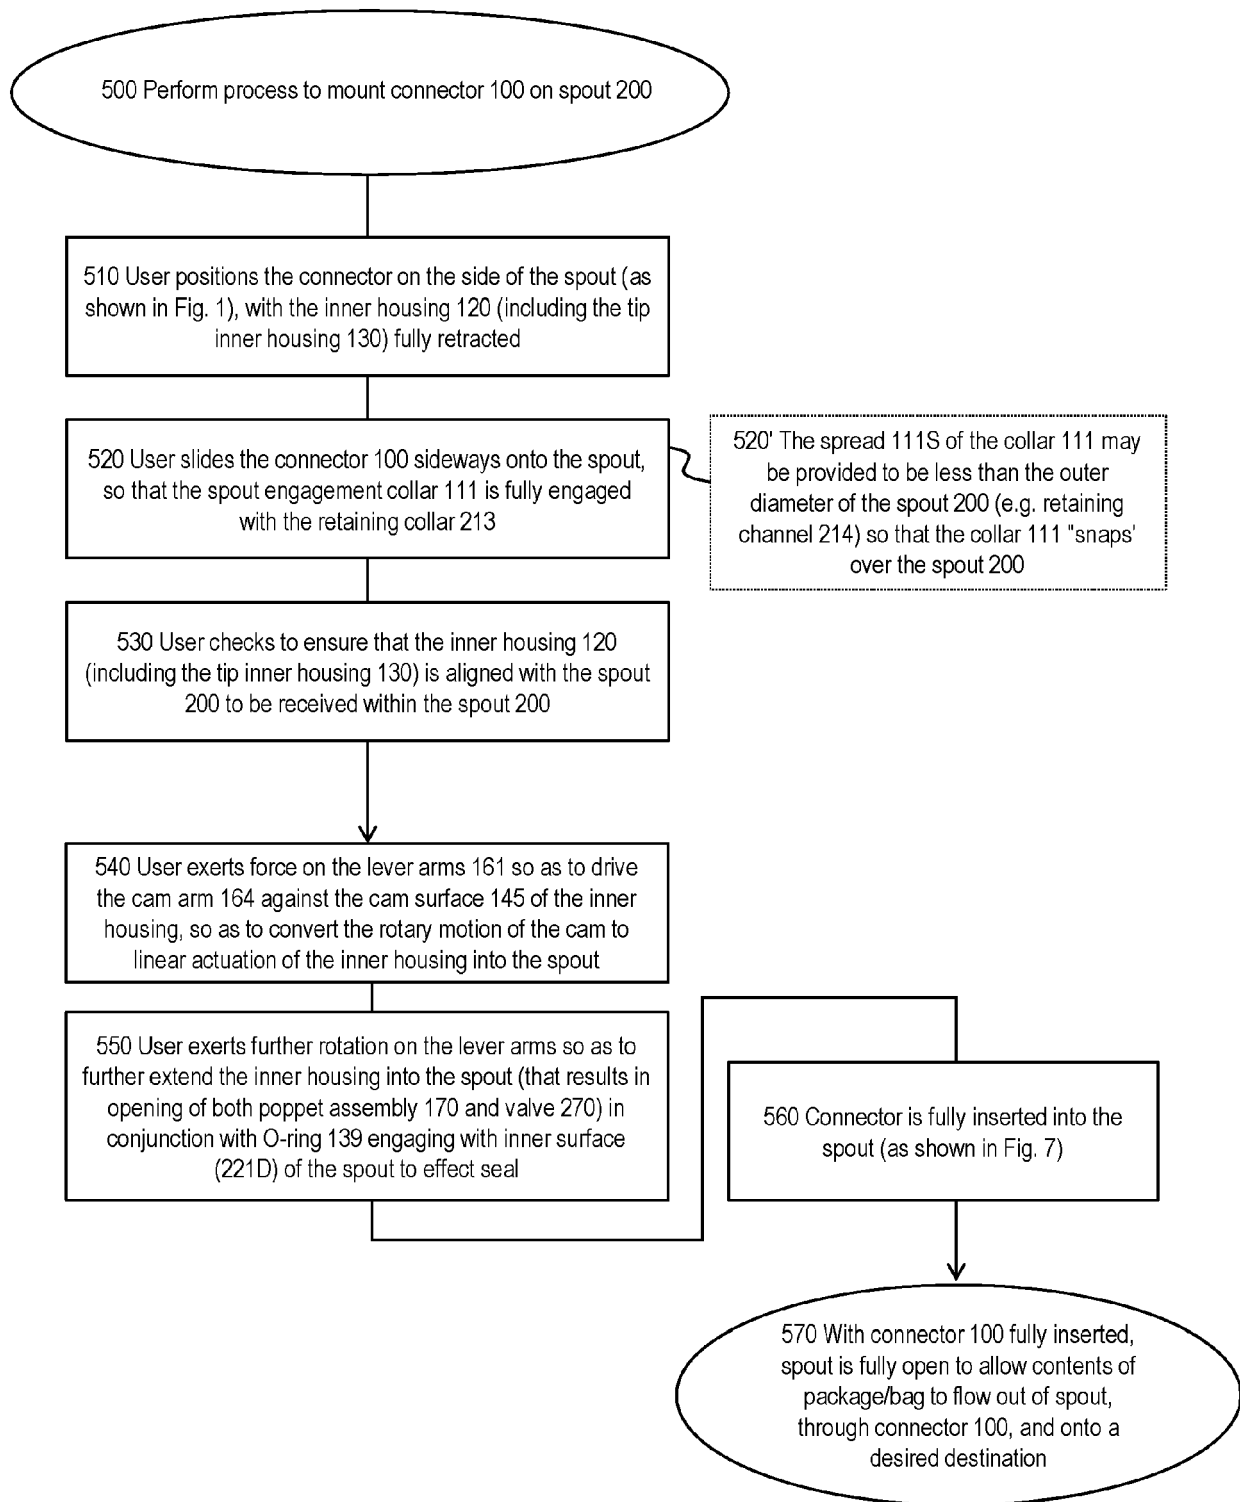 500 Perform process to mount connector 100 on spout 200
510 User positions the connector on the side of the spout (as
shown in Fig. 1), with the inner housing 120 (including the tip
inner housing 130) fully retracted
520 User slides the connector 100 sideways onto the spout,
so that the spout engagement collar 111 is fully engaged
with the retaining collar 213
520' The spread 111S of the collar 111 may
be provided to be less than the outer
diameter of the spout 200 (e.g. retaining
channel 214) so that the collar 111 "snaps'
over the spout 200
530 User checks to ensure that the inner housing 120
(including the tip inner housing 130) is aligned with the spout
200 to be received within the spout 200
540 User exerts force on the lever arms 161 so as to drive
the cam arm 164 against the cam surface 145 of the inner
housing, so as to convert the rotary motion of the cam to
linear actuation of the inner housing into the spout
550 User exerts further rotation on the lever arms so as to
further extend the inner housing into the spout (that results in
opening of both poppet assembly 170 and valve 270) in
conjunction with O-ring 139 engaging with inner surface
(221D) of the spout to effect seal
560 Connector is fully inserted into the
spout (as shown in Fig. 7)
570 With connector 100 fully inserted,
spout is fully open to allow contents of
package/bag to flow out of spout,
through connector 100, and onto a
desired destination